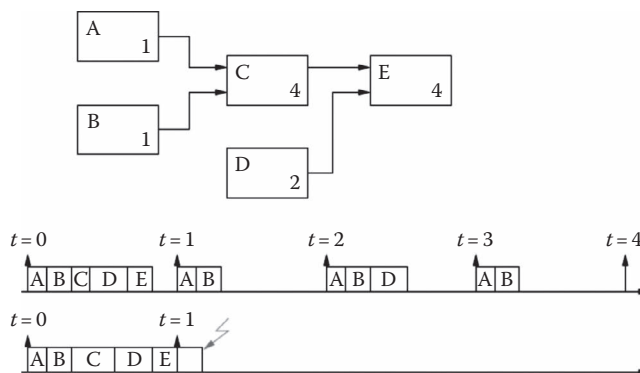 A
1
B
1
C
4
D
2
E
4
t=0 t=1 t=2 t=3 t=4
A B C D E A B A B D A B
t=0 t=1
A B C D E